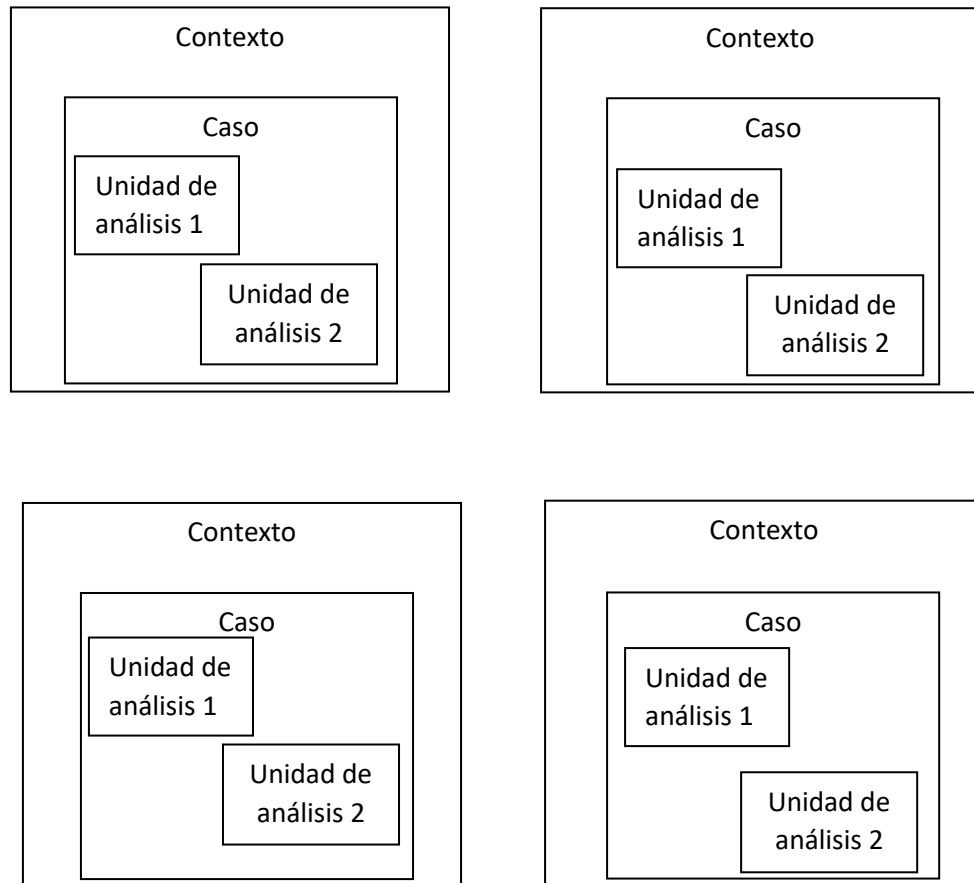 Contexto
Caso
Unidad de
análisis 1
Unidad de
análisis 2
Contexto
Caso
Unidad de
análisis 1
Unidad de
análisis 2
Contexto
Caso
Unidad de
análisis 1
Unidad de
análisis 2
Contexto
Caso
Unidad de
análisis 1
Unidad de
análisis 2